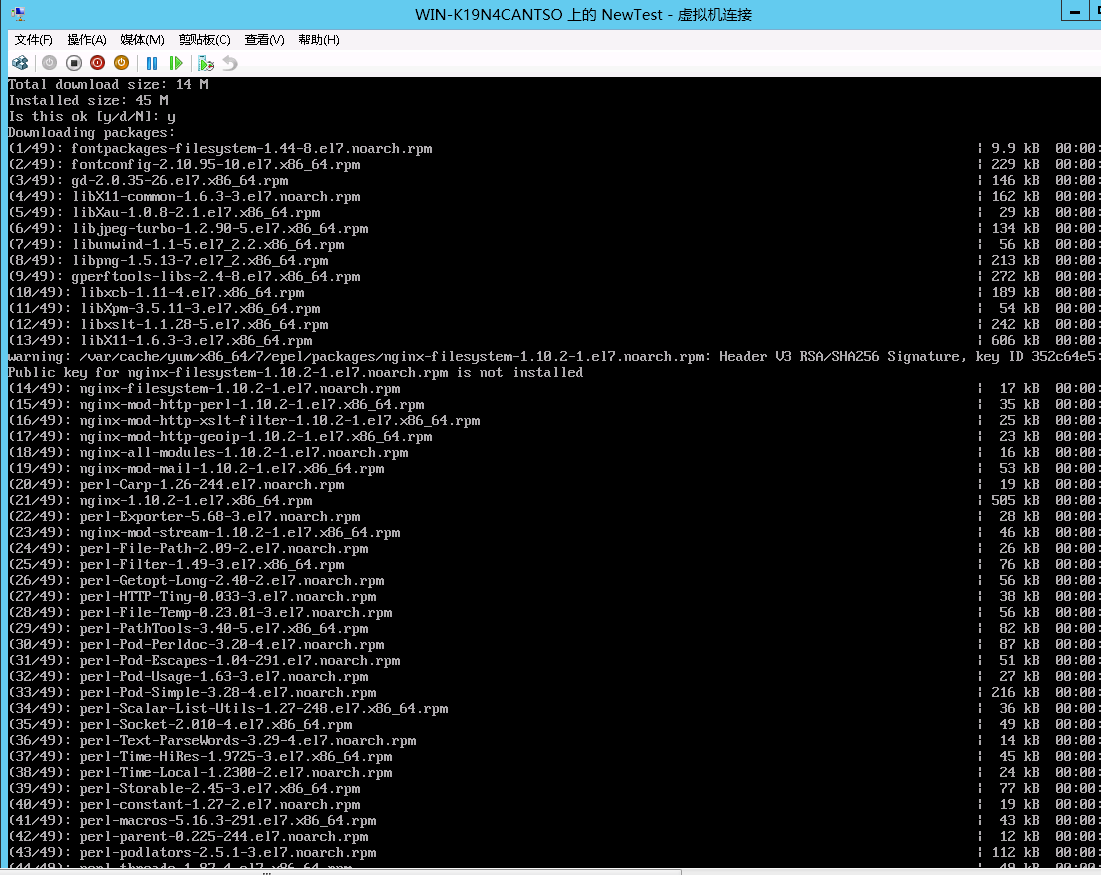 WIN-K19N4CANTSO 上的 NewTest - 虚拟机连接
文件(F) 操作(A) 媒体(M) 剪贴板(C) 查看(V) 帮助(H)
Total download size: 14 M
Installed size: 45 M
Is this ok [y/d/N]: y
Downloading packages:
(1/49): fontpackages-filesystem-1.44-8.el7.noarch.rpm | 9.9 kB 00:00:
(2/49): fontconfig-2.10.95-10.el7.x86_64.rpm | 229 kB 00:00:
(3/49): gd-2.0.35-26.el7.x86_64.rpm | 146 kB 00:00:
(4/49): libX11-common-1.6.3-3.el7.noarch.rpm | 162 kB 00:00:
(5/49): libXau-1.0.8-2.1.el7.x86_64.rpm | 29 kB 00:00:
(6/49): libjpeg-turbo-1.2.90-5.el7.x86_64.rpm | 134 kB 00:00:
(7/49): libunwind-1.1-5.el7_2.2.x86_64.rpm | 56 kB 00:00:
(8/49): libpng-1.5.13-7.el7_2.x86_64.rpm | 213 kB 00:00:
(9/49): gperftools-libs-2.4-8.el7.x86_64.rpm | 272 kB 00:00:
(10/49): libxcb-1.11-4.el7.x86_64.rpm | 189 kB 00:00:
(11/49): libXpm-3.5.11-3.el7.x86_64.rpm | 54 kB 00:00:
(12/49): libxslt-1.1.28-5.el7.x86_64.rpm | 242 kB 00:00:
(13/49): libX11-1.6.3-3.el7.x86_64.rpm | 606 kB 00:00:
warning: /var/cache/yum/x86_64/7/epel/packages/nginx-filesystem-1.10.2-1.el7.noarch.rpm: Header V3 RSA/SHA256 Signature, key ID 352c64e5:
Public key for nginx-filesystem-1.10.2-1.el7.noarch.rpm is not installed
(14/49): nginx-filesystem-1.10.2-1.el7.noarch.rpm | 17 kB 00:00:
(15/49): nginx-mod-http-perl-1.10.2-1.el7.x86_64.rpm | 35 kB 00:00:
(16/49): nginx-mod-http-xslt-filter-1.10.2-1.el7.x86_64.rpm | 25 kB 00:00:
(17/49): nginx-mod-http-geoip-1.10.2-1.el7.x86_64.rpm | 23 kB 00:00:
(18/49): nginx-all-modules-1.10.2-1.el7.noarch.rpm | 16 kB 00:00:
(19/49): nginx-mod-mail-1.10.2-1.el7.x86_64.rpm | 53 kB 00:00:
(20/49): perl-Carp-1.26-244.el7.noarch.rpm | 19 kB 00:00:
(21/49): nginx-1.10.2-1.el7.x86_64.rpm | 505 kB 00:00:
(22/49): perl-Exporter-5.68-3.el7.noarch.rpm | 28 kB 00:00:
(23/49): nginx-mod-stream-1.10.2-1.el7.x86_64.rpm | 46 kB 00:00:
(24/49): perl-File-Path-2.09-2.el7.noarch.rpm | 26 kB 00:00:
(25/49): perl-Filter-1.49-3.el7.x86_64.rpm | 76 kB 00:00:
(26/49): perl-Getopt-Long-2.40-2.el7.noarch.rpm | 56 kB 00:00:
(27/49): perl-HTTP-Tiny-0.033-3.el7.noarch.rpm | 38 kB 00:00:
(28/49): perl-File-Temp-0.23.01-3.el7.noarch.rpm | 56 kB 00:00:
(29/49): perl-PathTools-3.40-5.el7.x86_64.rpm | 82 kB 00:00:
(30/49): perl-Pod-Perldoc-3.20-4.el7.noarch.rpm | 87 kB 00:00:
(31/49): perl-Pod-Escapes-1.04-291.el7.noarch.rpm | 51 kB 00:00:
(32/49): perl-Pod-Usage-1.63-3.el7.noarch.rpm | 27 kB 00:00:
(33/49): perl-Pod-Simple-3.28-4.el7.noarch.rpm | 216 kB 00:00:
(34/49): perl-Scalar-List-Utils-1.27-248.el7.x86_64.rpm | 36 kB 00:00:
(35/49): perl-Socket-2.010-4.el7.x86_64.rpm | 49 kB 00:00:
(36/49): perl-Text-ParseWords-3.29-4.el7.noarch.rpm | 14 kB 00:00:
(37/49): perl-Time-HiRes-1.9725-3.el7.x86_64.rpm | 45 kB 00:00:
(38/49): perl-Time-Local-1.2300-2.el7.noarch.rpm | 24 kB 00:00:
(39/49): perl-Storable-2.45-3.el7.x86_64.rpm | 77 kB 00:00:
(40/49): perl-constant-1.27-2.el7.noarch.rpm | 19 kB 00:00:
(41/49): perl-macros-5.16.3-291.el7.x86_64.rpm | 43 kB 00:00:
(42/49): perl-parent-0.225-244.el7.noarch.rpm | 12 kB 00:00:
(43/49): perl-podlators-2.5.1-3.el7.noarch.rpm | 112 kB 00:00:
(44/49): perl-threads-1.87-4.el7.x86_64.rpm | 49 kB 00:00: